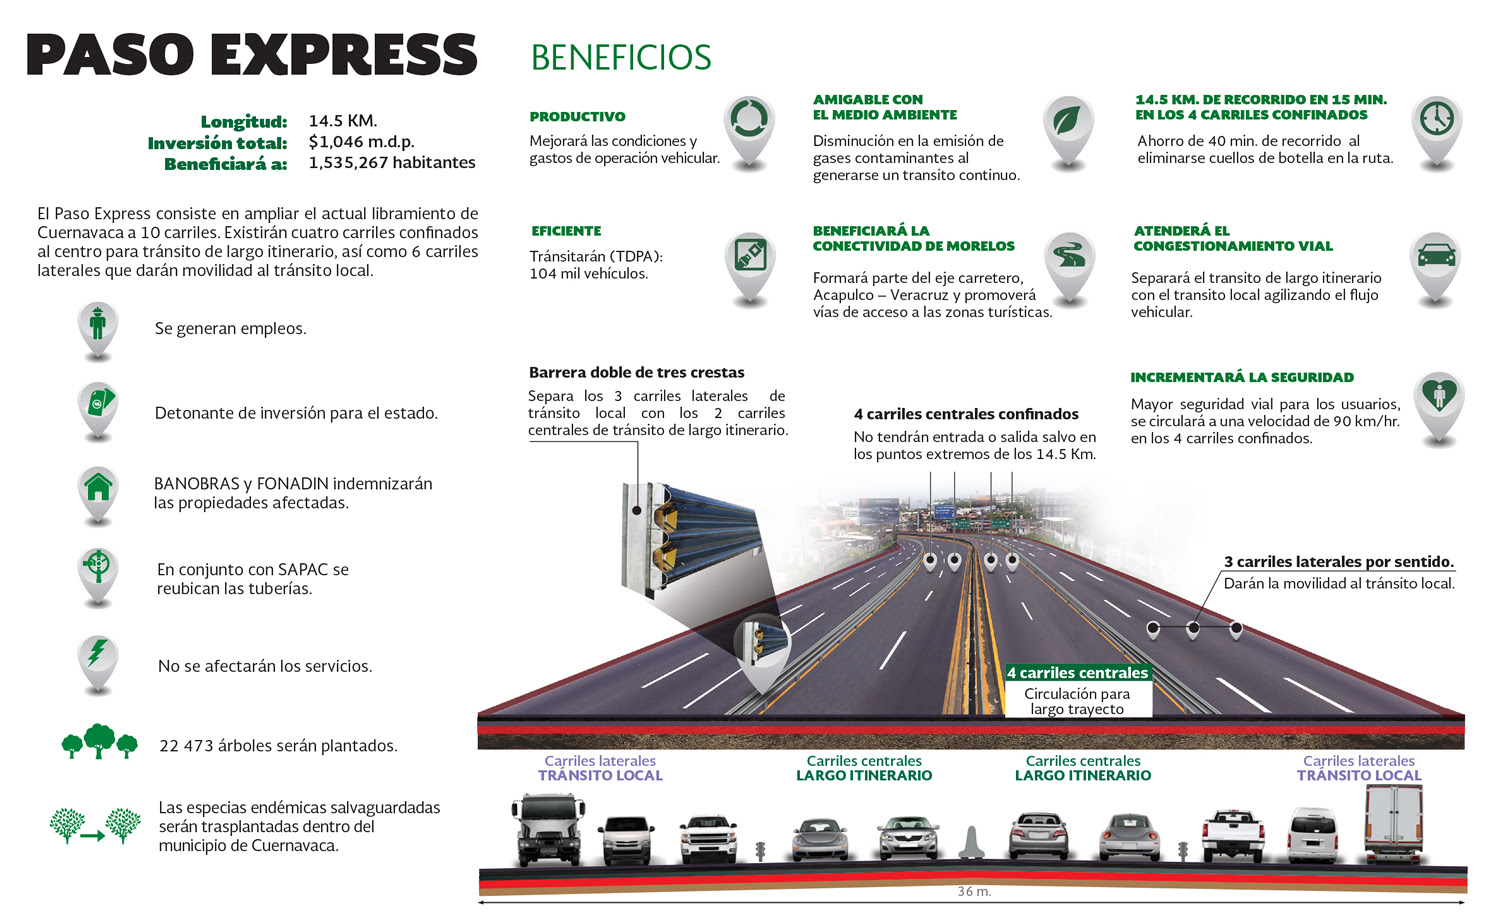 PASO EXPRESS
Longitud: 14.5 KM.
Inversión total: $1,046 m.d.p.
Beneficiará a: 1,535,267 habitantes
El Paso Express consiste en ampliar el actual libramiento de
Cuernavaca a 10 carriles. Existirán cuatro carriles confinados
al centro para tránsito de largo itinerario, así como 6 carriles
laterales que darán movilidad al tránsito local.
Se generan empleos.
Detonante de inversión para el estado.
BANOBRAS y FONADIN indemnizarán
las propiedades afectadas.
En conjunto con SAPAC se
reubican las tuberías.
No se afectarán los servicios.
22 473 árboles serán plantados.
Las especias endémicas salvaguardadas
serán trasplantadas dentro del
municipio de Cuernavaca.
BENEFICIOS
PRODUCTIVO
Mejorará las condiciones y
gastos de operación vehicular.
AMIGABLE CON
EL MEDIO AMBIENTE
Disminución en la emisión de
gases contaminantes al
generarse un transito continuo.
14.5 KM. DE RECORRIDO EN 15 MIN.
EN LOS 4 CARRILES CONFINADOS
Ahorro de 40 min. de recorrido al
eliminarse cuellos de botella en la ruta.
EFICIENTE
Tránsitarán (TDPA):
104 mil vehículos.
BENEFICIARÁ LA
CONECTIVIDAD DE MORELOS
Formará parte del eje carretero,
Acapulco – Veracruz y promoverá
vías de acceso a las zonas turísticas.
ATENDERÁ EL
CONGESTIONAMIENTO VIAL
Separará el transito de largo itinerario
con el transito local agilizando el flujo
vehicular.
INCREMENTARÁ LA SEGURIDAD
Mayor seguridad vial para los usuarios,
se circulará a una velocidad de 90 km/hr.
en los 4 carriles confinados.
Barrera doble de tres crestas
Separa los 3 carriles laterales de
tránsito local con los 2 carriles
centrales de tránsito de largo itinerario.
4 carriles centrales confinados
No tendrán entrada o salida salvo en
los puntos extremos de los 14.5 Km.
3 carriles laterales por sentido.
Darán la movilidad al tránsito local.
4 carriles centrales
Circulación para
largo trayecto
Carriles laterales
TRÁNSITO LOCAL
Carriles centrales
LARGO ITINERARIO
Carriles centrales
LARGO ITINERARIO
Carriles laterales
TRÁNSITO LOCAL
36 m.